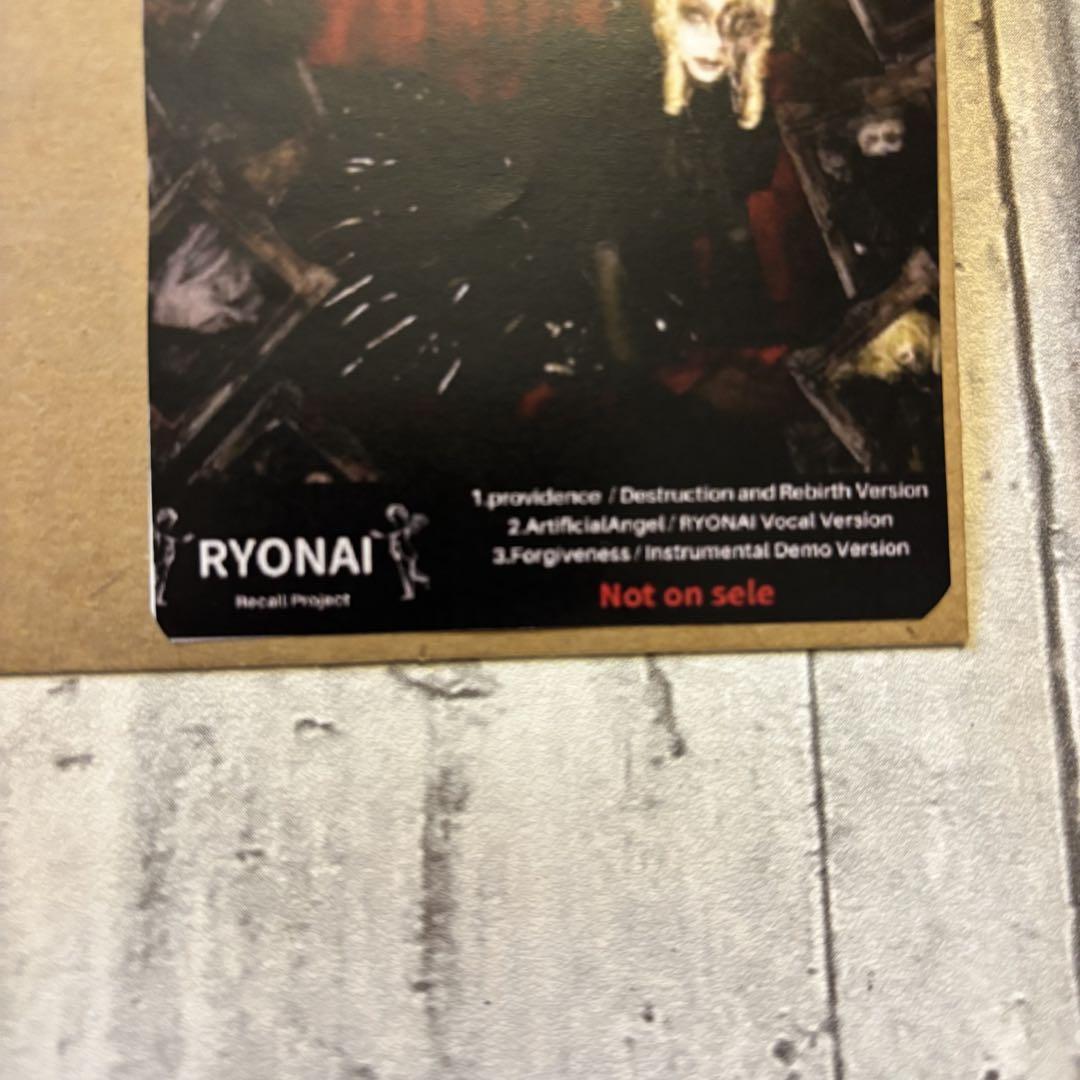 1.providence / Destruction and Rebirth Version
2.ArtificialAngel / RYONAI Vocal Version
3.Forgiveness / Instrumental Demo Version
Not on sele
RYONAI
Recall Project